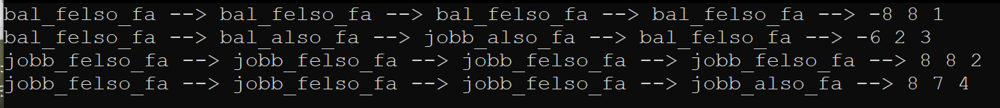 bal_felso_fa --> bal_felso_fa --> bal_felso_fa --> bal_felso_fa --> -8 8 1
bal_felso_fa --> bal_also_fa --> jobb_also_fa --> bal_felso_fa --> -6 2 3
jobb_felso_fa --> jobb_felso_fa --> jobb_felso_fa --> jobb_felso_fa --> 8 8 2
jobb_felso_fa --> jobb_felso_fa --> jobb_felso_fa --> jobb_also_fa --> 8 7 4